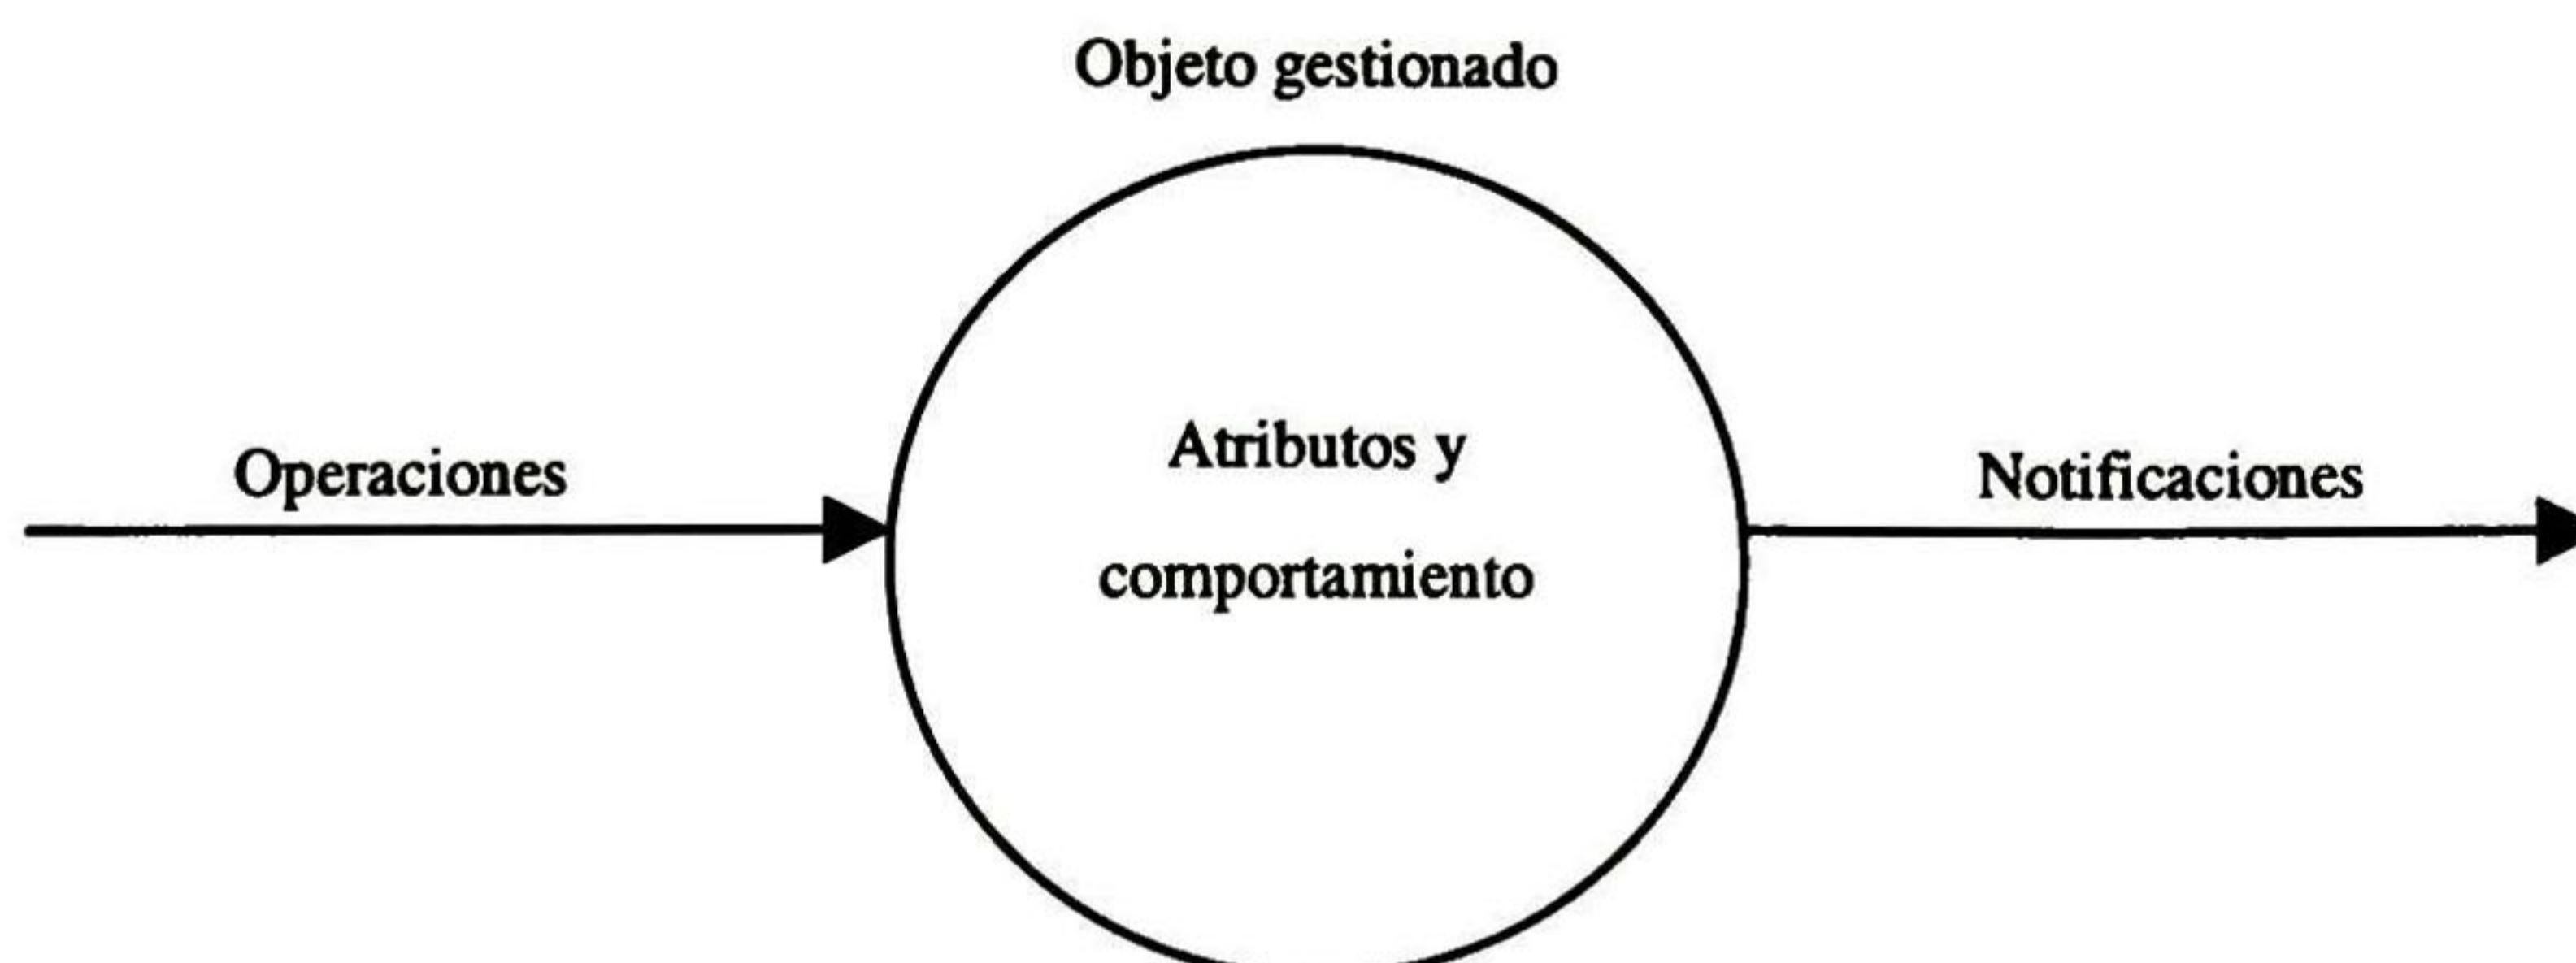 Objeto gestionado
Operaciones
Atributos y
comportamiento
Notificaciones